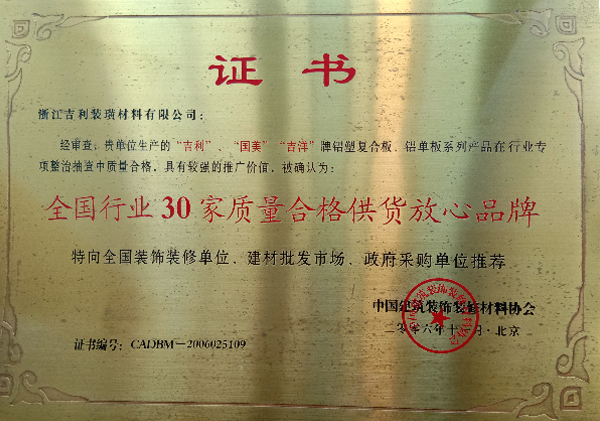 证书
浙江吉利装璜材料有限公司：
经审查，贵单位生产的“吉利”、“国美”“吉洋”牌铝塑复合板、铝单板系列产品在行业专
项整治抽查中质量合格，具有较强的推广价值，被确认为：
全国行业30家质量合格供货放心品牌
特向全国装饰装修单位、建材批发市场、政府采购单位推荐
中国建筑装饰装修材料协会
二零零六年十 月·北京
证书编号：CADBM-2006025109